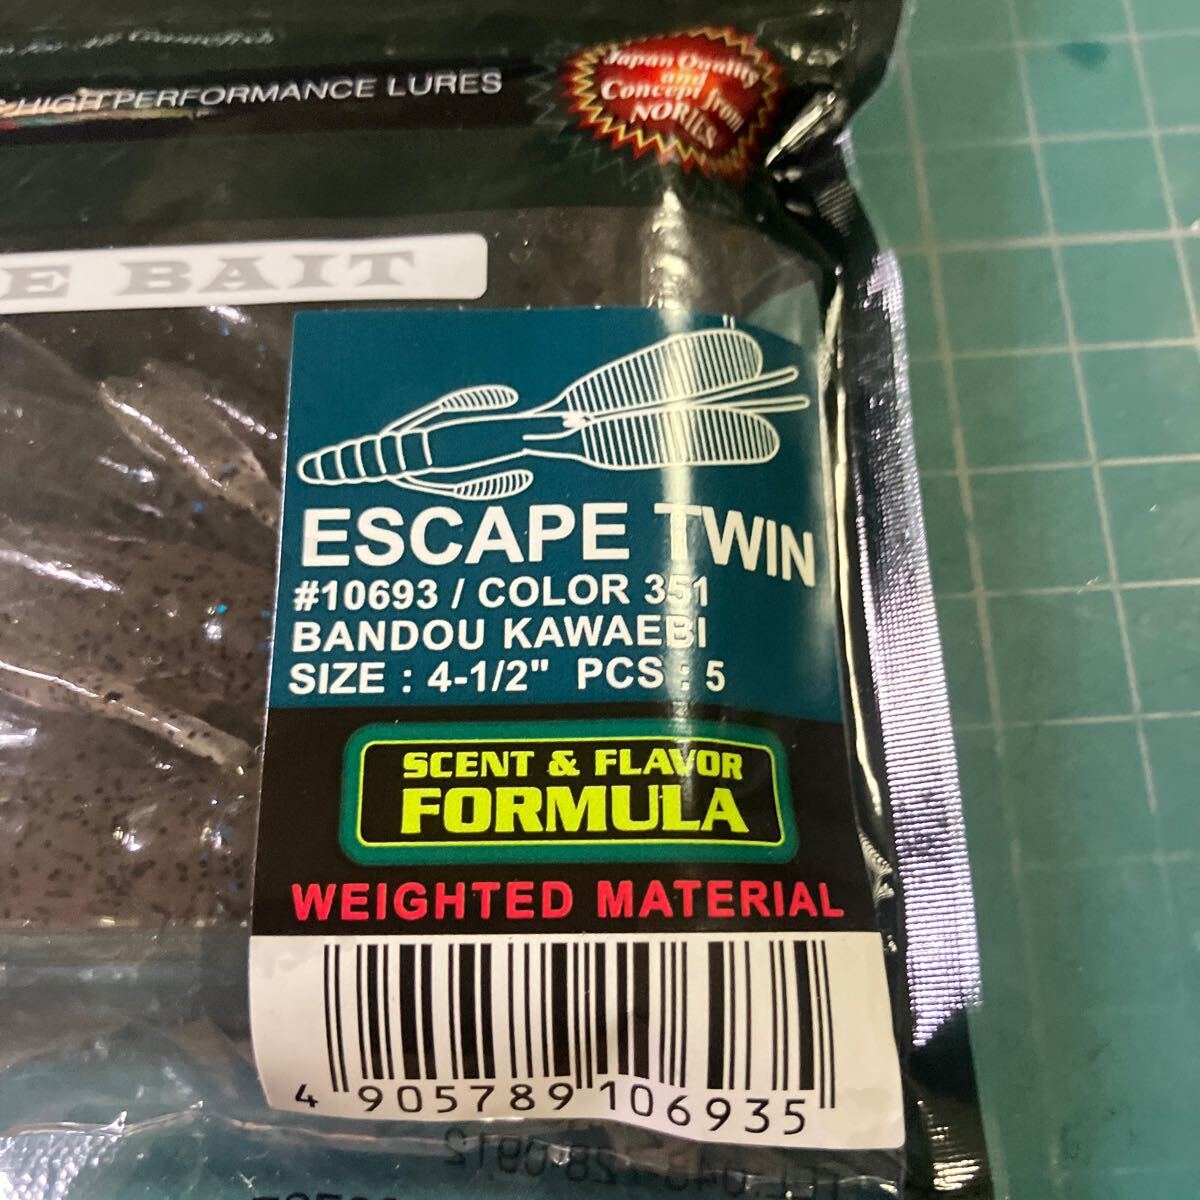 HIGH PERFORMANCE LURES
Japan Quality
and
Concept from
NORIES
E BAIT
ESCAPE TWIN
#10693 / COLOR 351
BANDOU KAWAEBI
SIZE : 4-1/2" PCS : 5
SCENT & FLAVOR
FORMULA
WEIGHTED MATERIAL
4 905789 106935